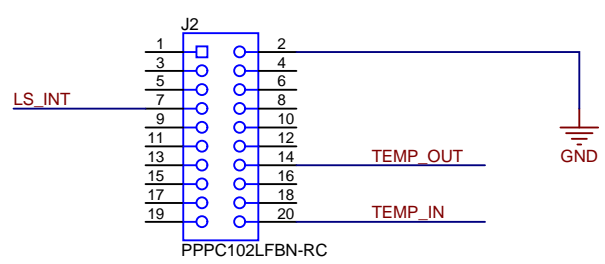 J2
1 2
3 4
5 6
LS_INT 7 8
9 10
11 12
13 14 TEMP_OUT
GND
15 16
17 18
19 20 TEMP_IN
PPPC102LFBN-RC